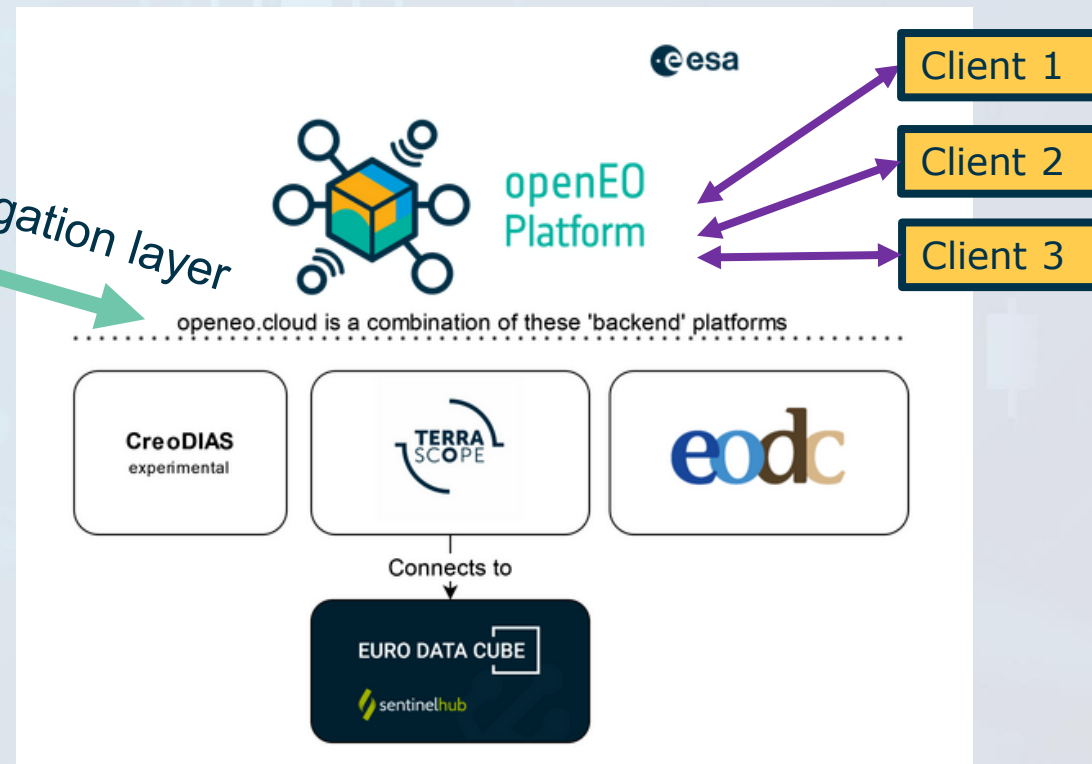 esa
Client 1
Client 2
Client 3
openEO
Platform
gation layer
openeo.cloud is a combination of these 'backend' platforms
CreoDIAS
experimental
TERRA
SCOPE
eodc
Connects to
EURO DATA CUBE
sentinelhub